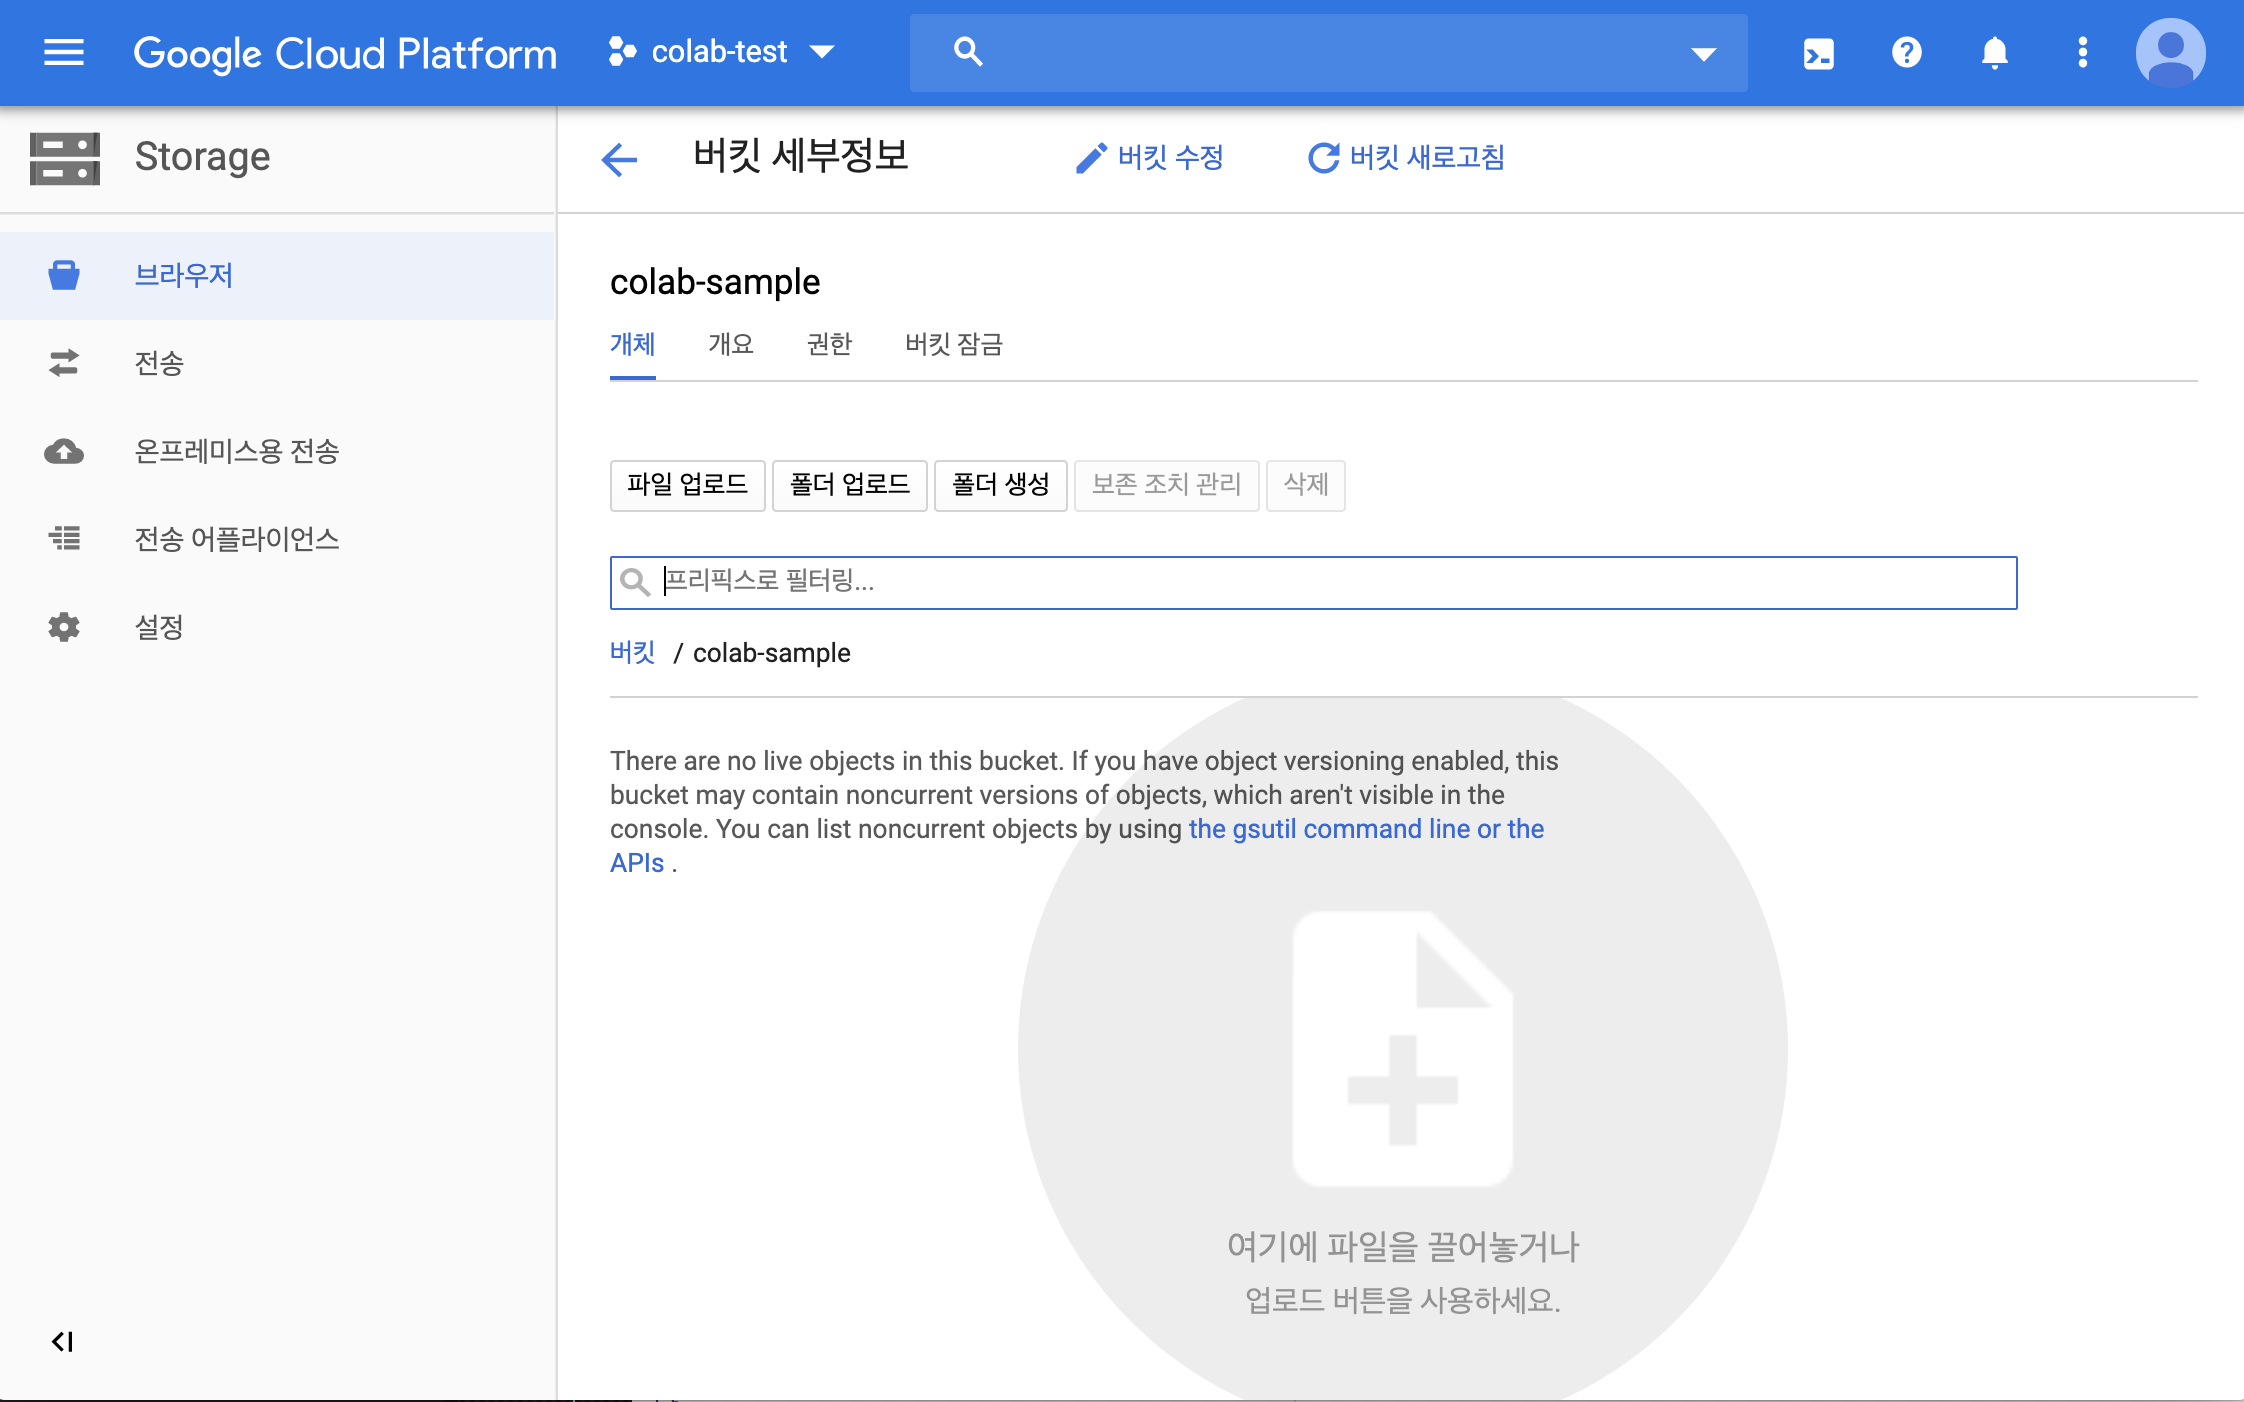 Google Cloud Platform
colab-test
Storage
브라우저
전송
온프레미스용 전송
전송 어플라이언스
설정
버킷 세부정보
버킷 수정
버킷 새로고침
colab-sample
개체 개요 권한 버킷 잠금
파일 업로드 폴더 업로드 폴더 생성 보존 조치 관리 삭제
프리픽스로 필터링...
버킷 / colab-sample
There are no live objects in this bucket. If you have object versioning enabled, this
bucket may contain noncurrent versions of objects, which aren't visible in the
console. You can list noncurrent objects by using the gsutil command line or the
APIs .
여기에 파일을 끌어놓거나
업로드 버튼을 사용하세요.